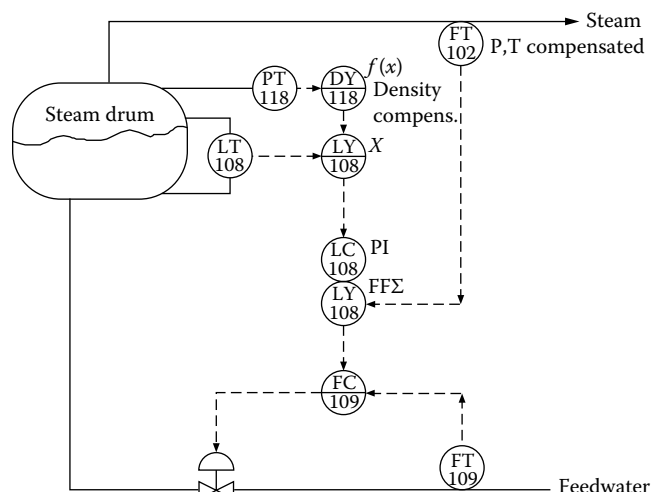 Steam
FT
102
P,T compensated
PT
118
DY
118
f(x)
Density
compens.
Steam drum
LT
108
LY
108
X
LC
108
PI
LY
108
FFΣ
FC
109
FT
109
Feedwater